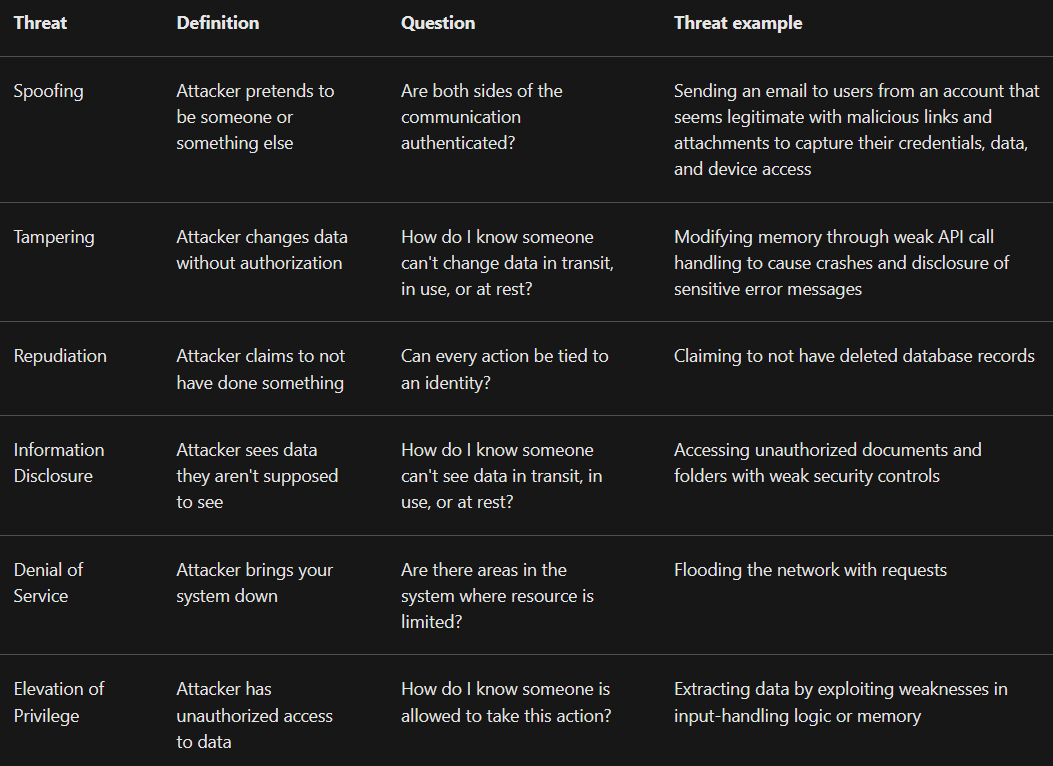 Threat
Definition
Question
Threat example
Spoofing
Attacker pretends to
be someone or
something else
Are both sides of the
communication
authenticated?
Sending an email to users from an account that
seems legitimate with malicious links and
attachments to capture their credentials, data,
and device access
Tampering
Attacker changes data
without authorization
How do I know someone
can't change data in transit,
in use, or at rest?
Modifying memory through weak API call
handling to cause crashes and disclosure of
sensitive error messages
Repudiation
Attacker claims to not
have done something
Can every action be tied to
an identity?
Claiming to not have deleted database records
Information
Disclosure
Attacker sees data
they aren't supposed
to see
How do I know someone
can't see data in transit, in
use, or at rest?
Accessing unauthorized documents and
folders with weak security controls
Denial of
Service
Attacker brings your
system down
Are there areas in the
system where resource is
limited?
Flooding the network with requests
Elevation of
Privilege
Attacker has
unauthorized access
to data
How do I know someone is
allowed to take this action?
Extracting data by exploiting weaknesses in
input-handling logic or memory